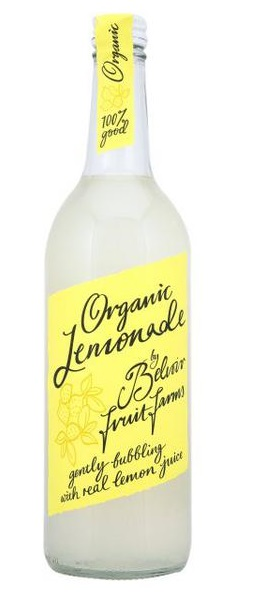 Organic
100%
good
Organic
Lemonade
by
Belvoir
fruit farms
gently bubbling
with real lemon juice